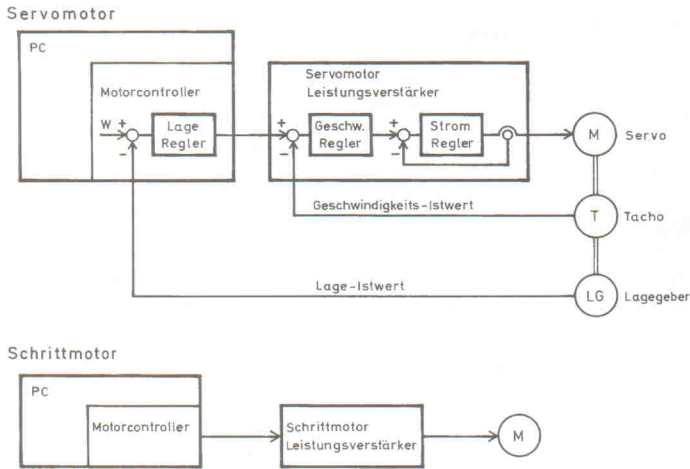 Servomotor
PC
Motorcontroller
W + −
Lage
Regler
Servomotor
Leistungsverstärker
+ −
Geschw.
Regler
+ −
Strom
Regler
M
Servo
Geschwindigkeits-Istwert
T
Tacho
Lage-Istwert
LG
Lagegeber
Schrittmotor
PC
Motorcontroller
Schrittmotor
Leistungsverstärker
M